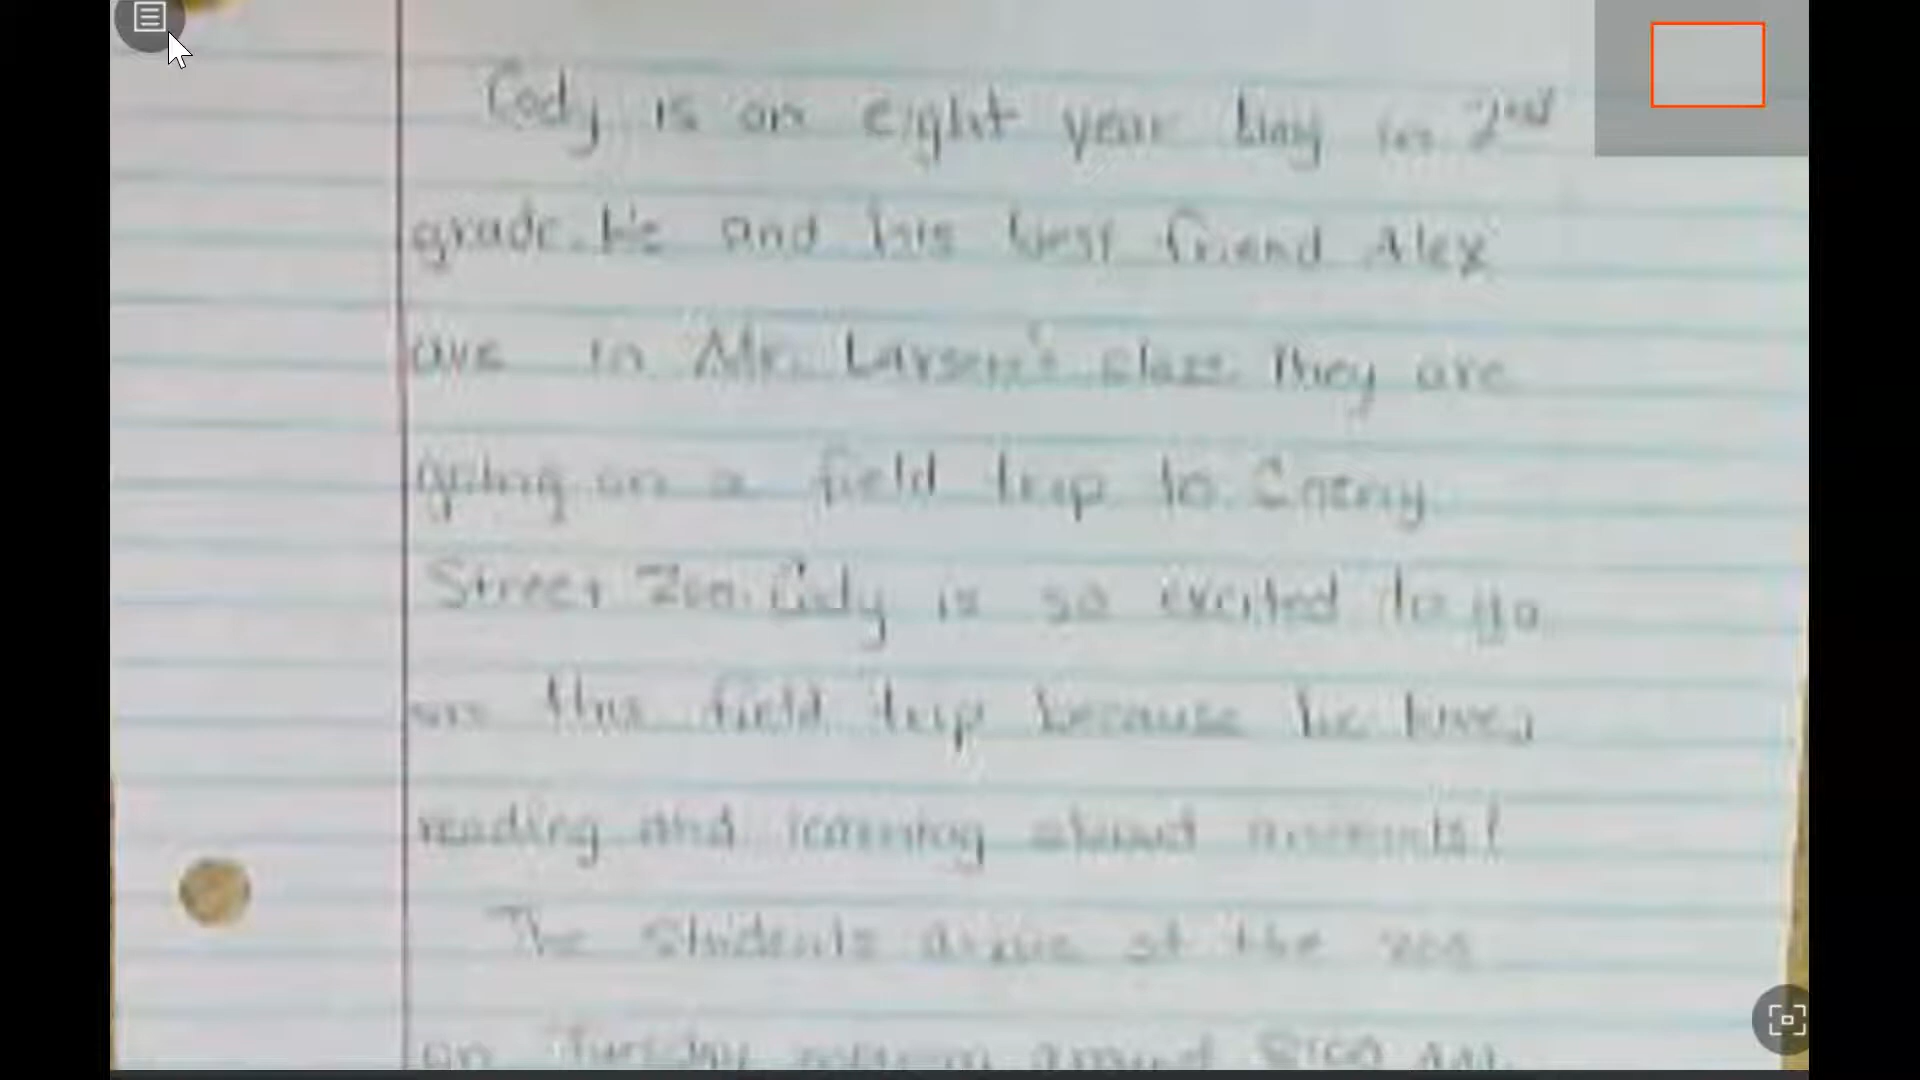 Cody is an eight year boy in 2nd
grade. He and his best friend Alex
are in Mr. Larsen's class. They are
going on a field trip to
Street Zoo. Cody is so excited to go
on this field trip because he loves
reading and learning about animals!
The students arrive at the zoo
on Tuesday morning around 8:00 AM.